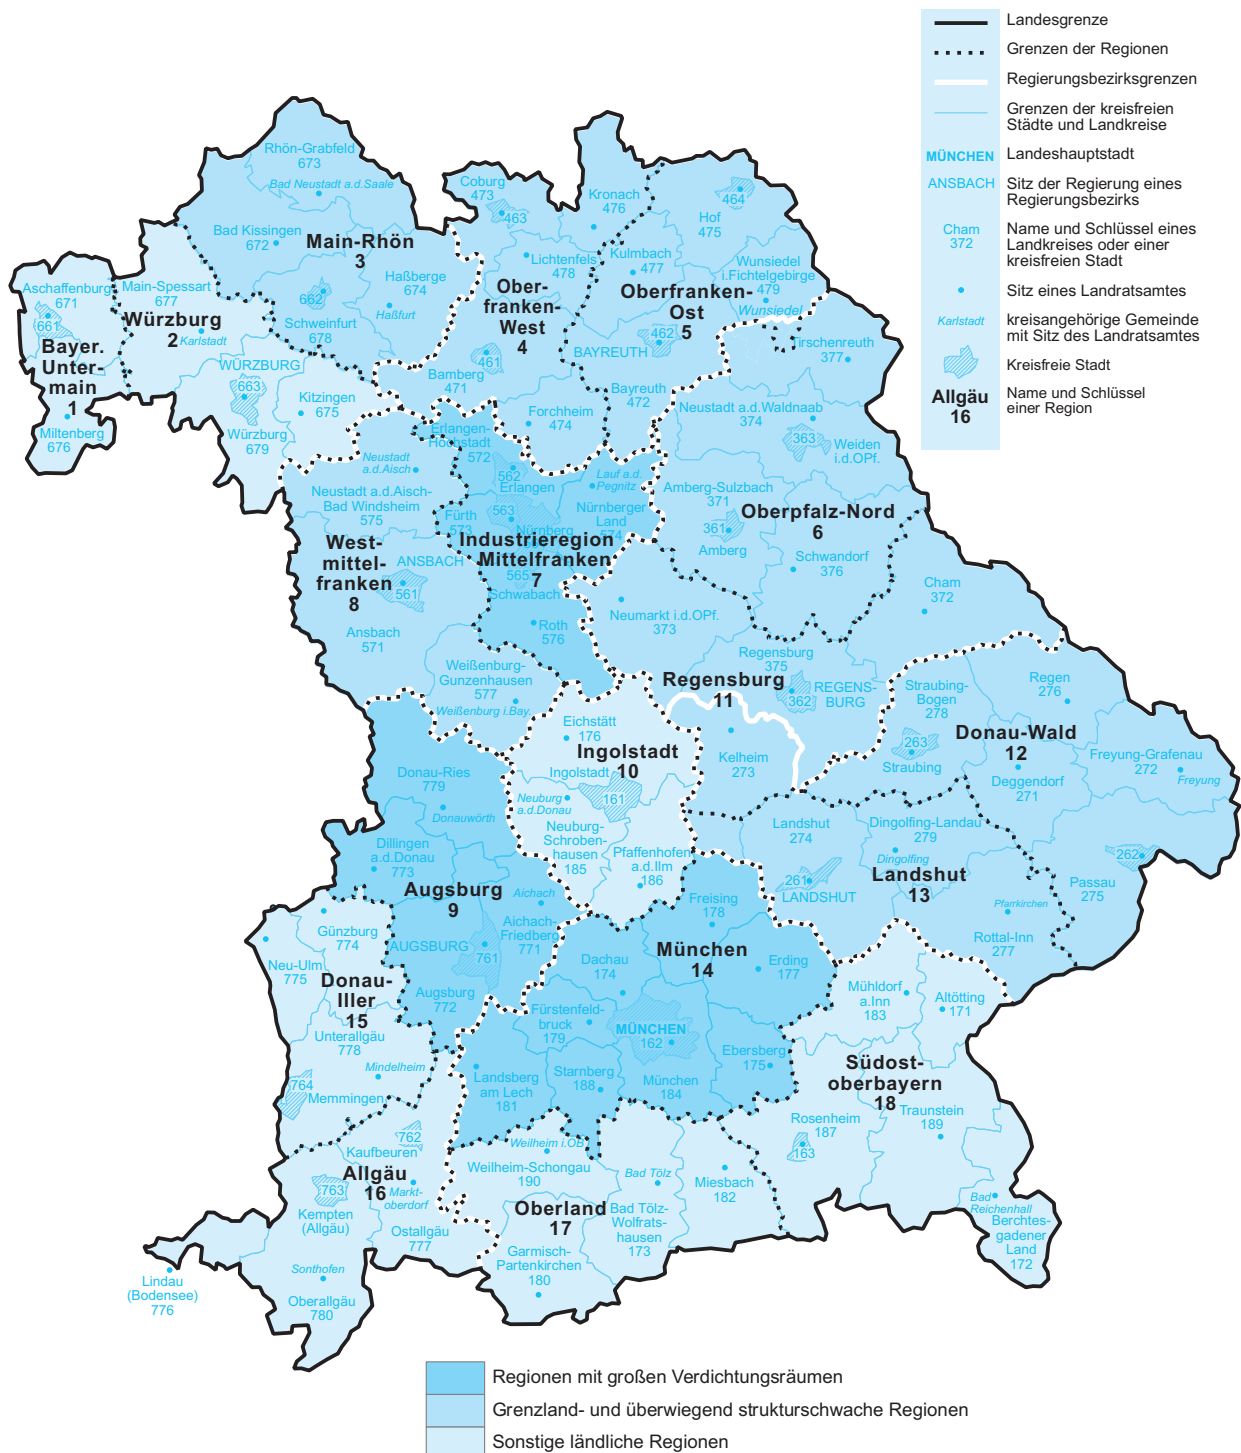 Landesgrenze
Grenzen der Regionen
Regierungsbezirksgrenzen
Grenzen der kreisfreien
Städte und Landkreise
MÜNCHEN
Landeshauptstadt
ANSBACH
Sitz der Regierung eines
Regierungsbezirks
Cham
372
Name und Schlüssel eines
Landkreises oder einer
kreisfreien Stadt
Sitz eines Landratsamtes
Karlstadt
kreisangehörige Gemeinde
mit Sitz des Landratsamtes
Kreisfreie Stadt
Allgäu
16
Name und Schlüssel
einer Region
Rhön-Grabfeld
673
Bad Neustadt a.d.Saale
Bad Kissingen
672
Main-Rhön
3
Haßberge
674
Haßfurt
662
Schweinfurt
678
Coburg
473
463
Kronach
476
Lichtenfels
478
Ober-
franken-
West
4
461
Bamberg
471
Forchheim
474
464
Hof
475
Kulmbach
477
Wunsiedel
i.Fichtelgebirge
479
Wunsiedel
Oberfranken-
Ost
5
462
BAYREUTH
Bayreuth
472
Aschaffenburg
671
661
Bayer.
Unter-
main
1
Miltenberg
676
Main-Spessart
677
Würzburg
2
Karlstadt
WÜRZBURG
663
Kitzingen
675
Würzburg
679
Tirschenreuth
377
Neustadt a.d.Waldnaab
374
363
Weiden
i.d.OPf.
Amberg-Sulzbach
371
361
Amberg
Oberpfalz-Nord
6
Schwandorf
376
Erlangen-
Höchstadt
572
562
Erlangen
Lauf a.d.
Pegnitz
563
Fürth
573
Nürnberg
Nürnberger
Land
574
Industrieregion
Mittelfranken
7
565
Schwabach
Roth
576
Neustadt
a.d.Aisch
Neustadt a.d.Aisch-
Bad Windsheim
575
West-
mittel-
franken
8
ANSBACH
561
Ansbach
571
Weißenburg-
Gunzenhausen
577
Weißenburg i.Bay.
Neumarkt i.d.OPf.
373
Cham
372
Regensburg
375
Regensburg
11
362
REGENS-
BURG
Kelheim
273
Straubing-
Bogen
278
263
Straubing
Regen
276
Donau-Wald
12
Deggendorf
271
Freyung-Grafenau
272
Freyung
262
Passau
275
Eichstätt
176
Ingolstadt
10
Ingolstadt
161
Neuburg
a.d.Donau
Neuburg-
Schrobenhausen
185
Pfaffenhofen
a.d.Ilm
186
Donau-Ries
779
Donauwörth
Dillingen
a.d.Donau
773
Augsburg
9
Aichach
Aichach-
Friedberg
771
AUGSBURG
761
Augsburg
772
Landshut
274
Dingolfing-Landau
279
Dingolfing
261
LANDSHUT
Landshut
13
Pfarrkirchen
Rottal-Inn
277
Freising
178
München
14
Erding
177
Dachau
174
Fürstenfeld-
bruck
179
MÜNCHEN
162
Ebersberg
175
Landsberg
am Lech
181
Starnberg
188
München
184
Günzburg
774
Neu-Ulm
775
Donau-
Iller
15
Unterallgäu
778
Mindelheim
764
Memmingen
762
Kaufbeuren
Allgäu
16
763
Kempten
(Allgäu)
Markt-
oberdorf
Ostallgäu
777
Sonthofen
Oberallgäu
780
Lindau
(Bodensee)
776
Weilheim i.OB
Weilheim-Schongau
190
Oberland
17
Bad Tölz
Bad Tölz-
Wolfrats-
hausen
173
Miesbach
182
Garmisch-
Partenkirchen
180
Mühldorf
a.Inn
183
Altötting
171
Südost-
oberbayern
18
Rosenheim
187
163
Traunstein
189
Bad
Reichenhall
Berchtes-
gadener
Land
172
Regionen mit großen Verdichtungsräumen
Grenzland- und überwiegend strukturschwache Regionen
Sonstige ländliche Regionen